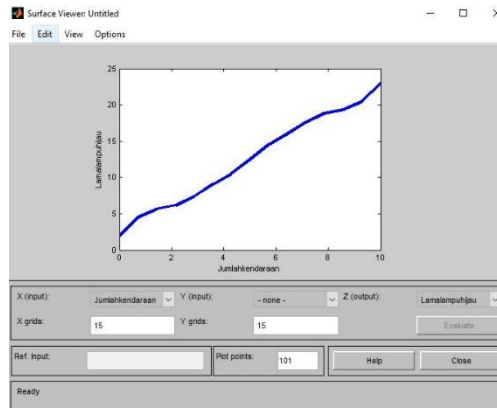 Surface Viewer: Untitled
File Edit View Options
25
20
15
10
5
0
Lamalampuhijau
0 2 4 6 8 10
Jumlahkendaraan
X (input): Jumlahkendaraan Y (input): - none - Z (output): Lamalampuhijau
X grids: 15 Y grids: 15 Evaluate
Ref. Input: Plot points: 101 Help Close
Ready